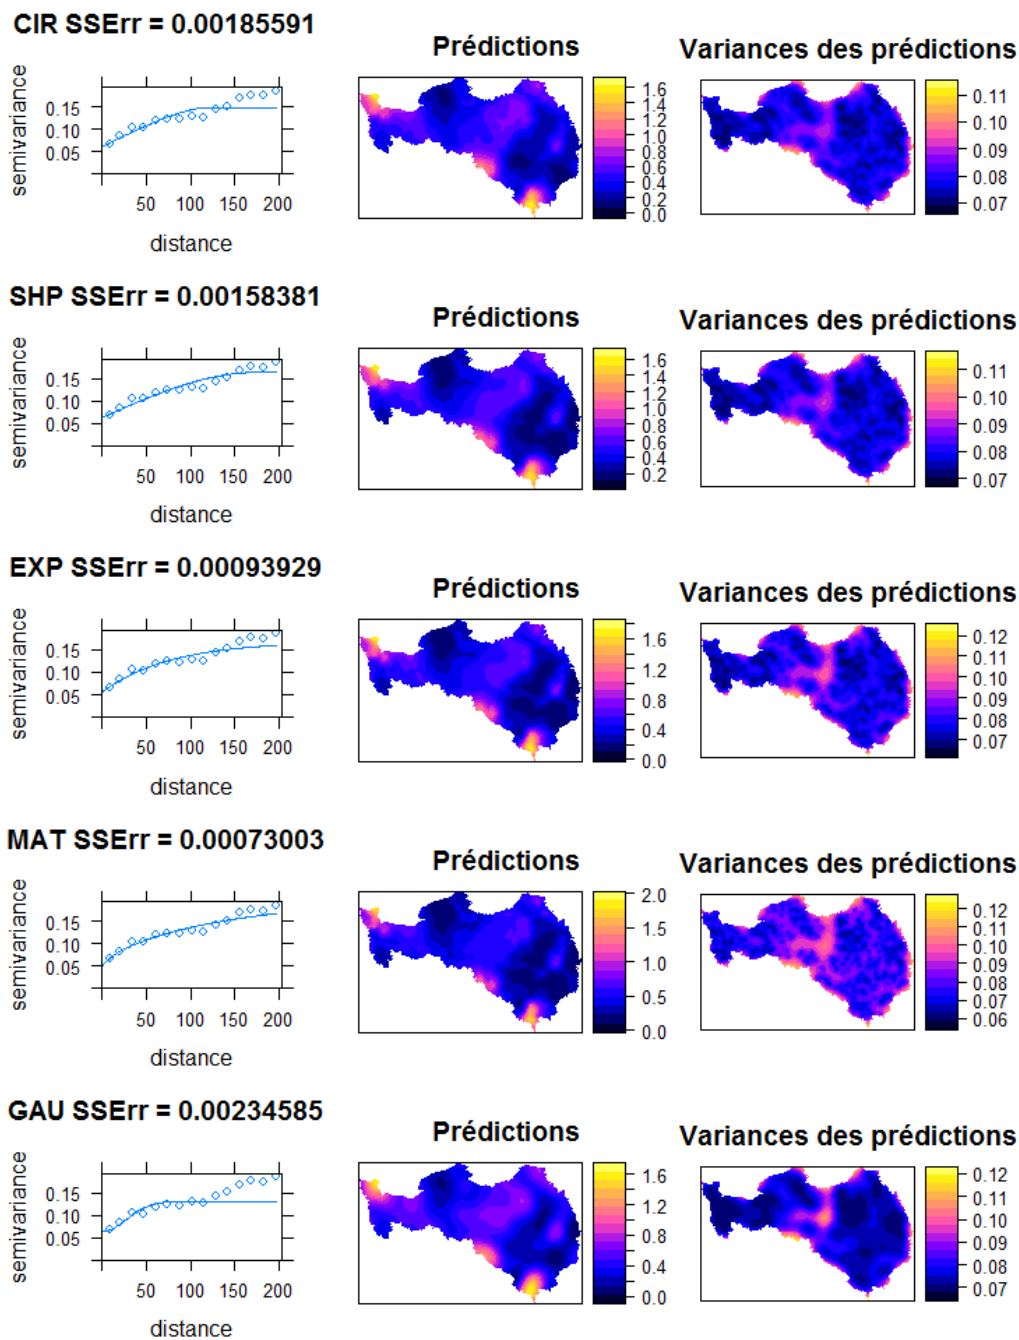 CIR SSErr = 0.00185591
Prédictions
Variances des prédictions
semivariance
0.15
0.10
0.05
50 100 150 200
distance
1.6
1.4
1.2
1.0
0.8
0.6
0.4
0.2
0.0
0.11
0.10
0.09
0.08
0.07
SHP SSErr = 0.00158381
Prédictions
Variances des prédictions
semivariance
0.15
0.10
0.05
50 100 150 200
distance
1.6
1.4
1.2
1.0
0.8
0.6
0.4
0.2
0.11
0.10
0.09
0.08
0.07
EXP SSErr = 0.00093929
Prédictions
Variances des prédictions
semivariance
0.15
0.10
0.05
50 100 150 200
distance
1.6
1.2
0.8
0.4
0.0
0.12
0.11
0.10
0.09
0.08
0.07
MAT SSErr = 0.00073003
Prédictions
Variances des prédictions
semivariance
0.15
0.10
0.05
50 100 150 200
distance
2.0
1.5
1.0
0.5
0.0
0.12
0.11
0.10
0.09
0.08
0.07
0.06
GAU SSErr = 0.00234585
Prédictions
Variances des prédictions
semivariance
0.15
0.10
0.05
50 100 150 200
distance
1.6
1.2
0.8
0.4
0.0
0.12
0.11
0.10
0.09
0.08
0.07